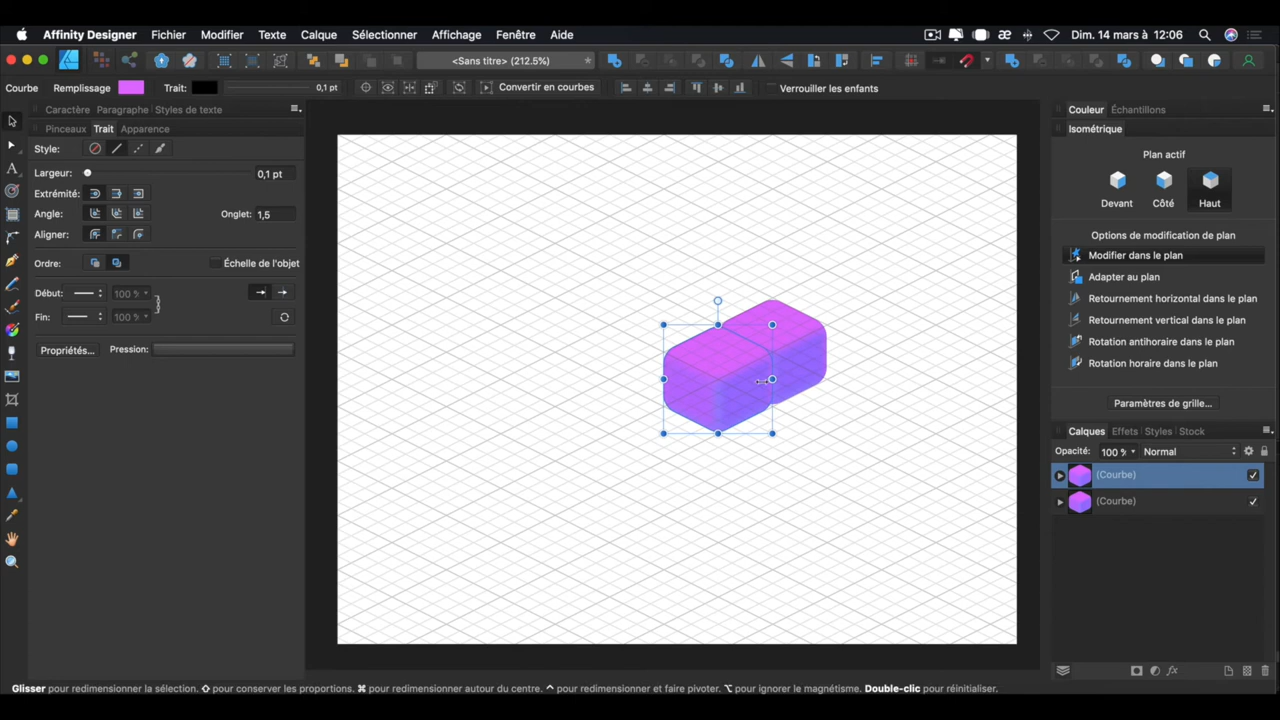 Affinity Designer Fichier Modifier Texte Calque Sélectionner Affichage Fenêtre Aide æ Dim. 14 mars à 12:06
<Sans titre> (212.5%) *
Courbe Remplissage Trait: 0,1 pt Convertir en courbes Verrouiller les enfants
Caractère Paragraphe Styles de texte
Pinceaux Trait Apparence
Style:
Largeur: 0,1 pt
Extrémité:
Angle: Onglet: 1,5
Aligner:
Ordre: Échelle de l'objet
Début: 100 %
Fin: 100 %
Propriétés... Pression:
Couleur Échantillons
Isométrique
Plan actif
Devant Côté Haut
Options de modification de plan
Modifier dans le plan
Adapter au plan
Retournement horizontal dans le plan
Retournement vertical dans le plan
Rotation antihoraire dans le plan
Rotation horaire dans le plan
Paramètres de grille...
Calques Effets Styles Stock
Opacité: 100 % Normal
(Courbe)
(Courbe)
fx
Glisser pour redimensionner la sélection. ⇧ pour conserver les proportions. ⌘ pour redimensionner autour du centre. ⌃ pour redimensionner et faire pivoter. ⌥ pour ignorer le magnétisme. Double-clic pour réinitialiser.